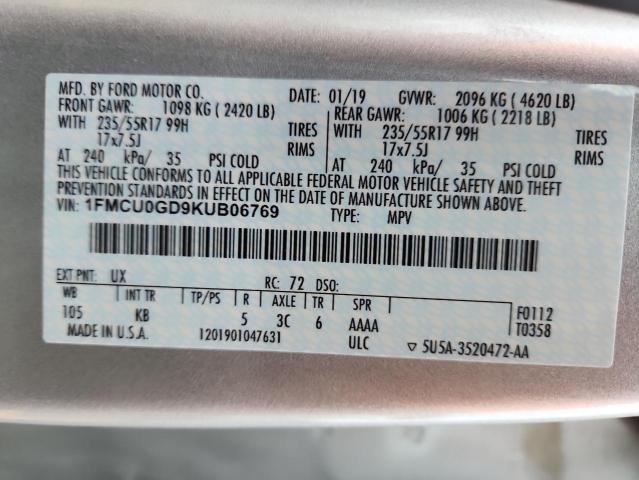 MFD. BY FORD MOTOR CO. DATE: 01/19 GVWR: 2096 KG ( 4620 LB)
FRONT GAWR: 1098 KG ( 2420 LB) REAR GAWR: 1006 KG ( 2218 LB)
WITH 235/55R17 99H TIRES WITH 235/55R17 99H TIRES
17x7.5J RIMS 17x7.5J RIMS
AT 240 kPa/ 35 PSI COLD AT 240 kPa/ 35 PSI COLD
THIS VEHICLE CONFORMS TO ALL APPLICABLE FEDERAL MOTOR VEHICLE SAFETY AND THEFT
PREVENTION STANDARDS IN EFFECT ON THE DATE OF MANUFACTURE SHOWN ABOVE.
VIN: 1FMCU0GD9KUB06769 TYPE: MPV
EXT PNT: UX RC: 72 DSO:
WB INT TR TP/PS R AXLE TR SPR F0112
105 KB 5 3C 6 AAAA T0358
MADE IN U.S.A. 1201901047631 ULC ▽ 5U5A-3520472-AA